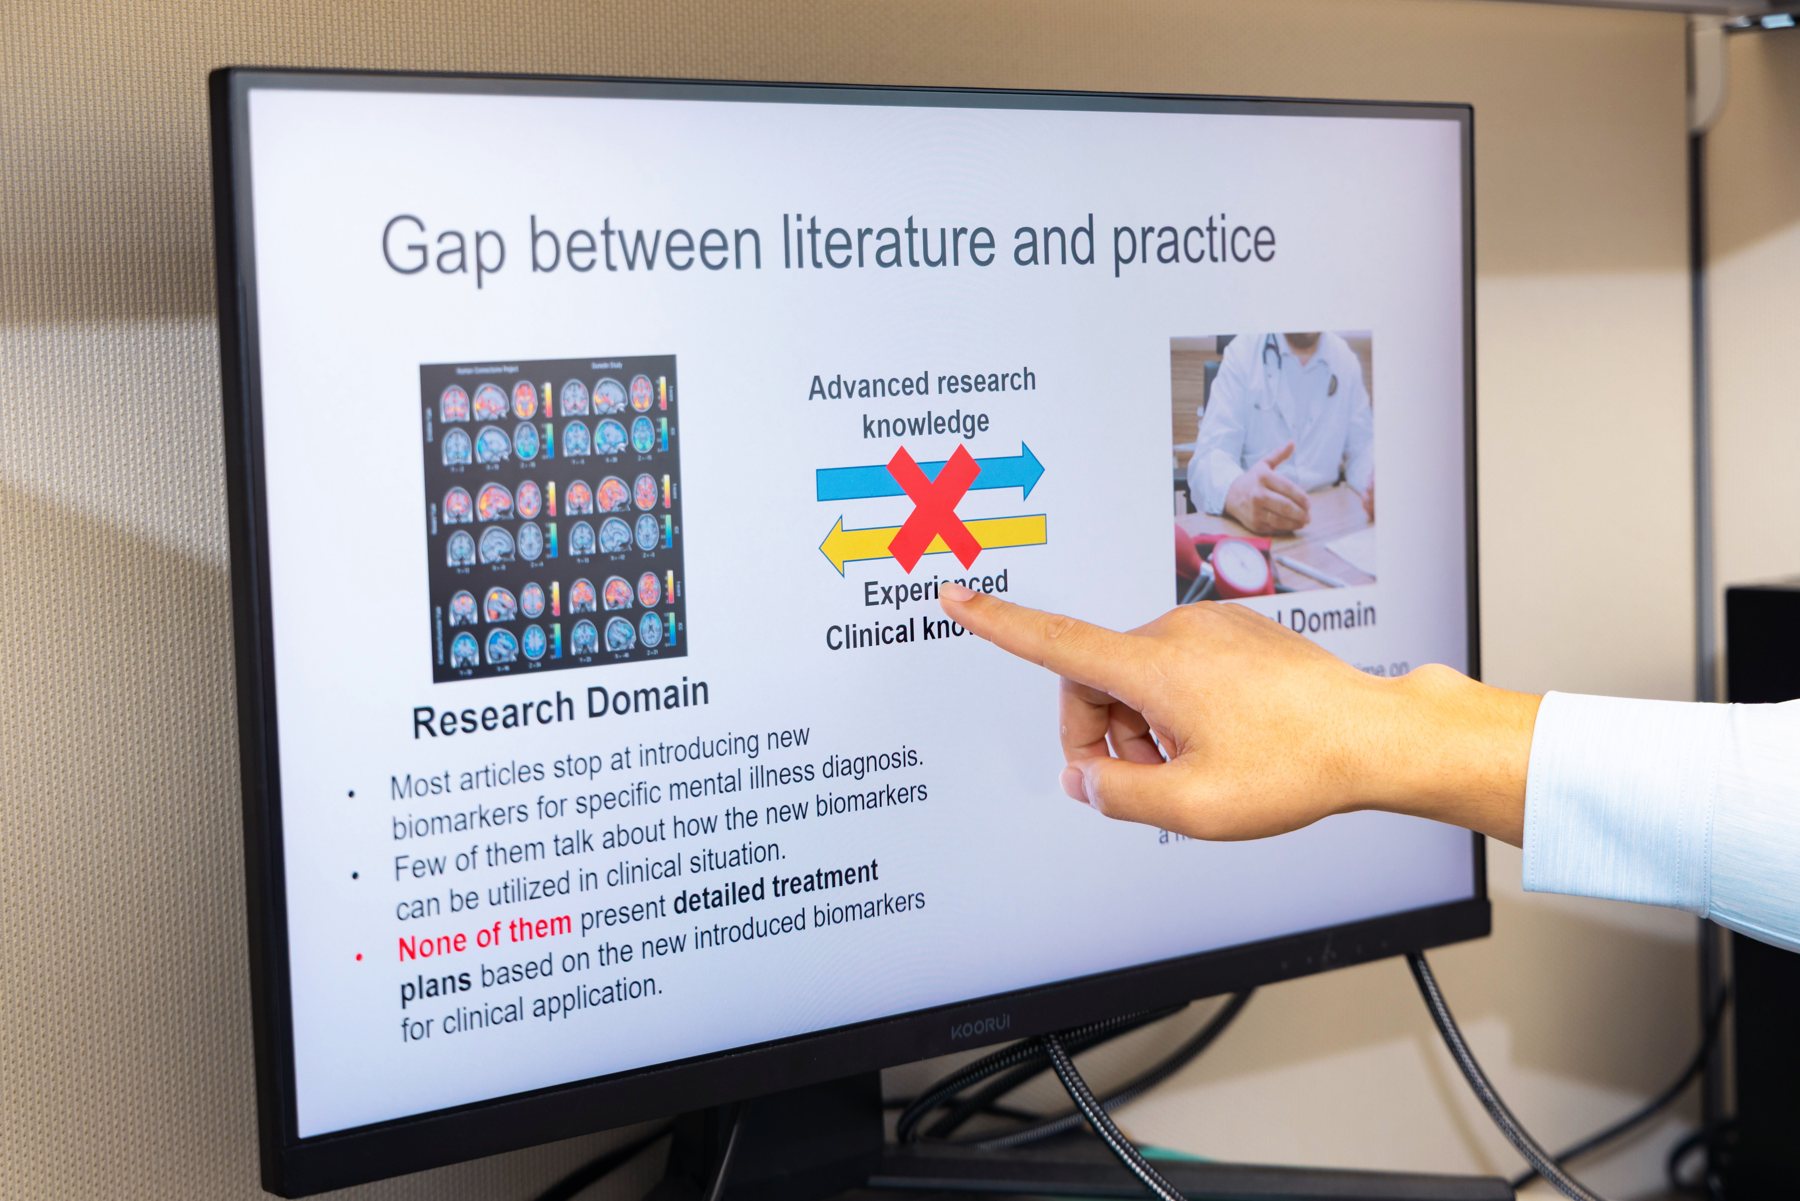 Gap between literature and practice
Advanced research
knowledge
Experienced
Clinical
Research Domain
Domain
Most articles stop at introducing new
biomarkers for specific mental illness diagnosis.
Few of them talk about how the new biomarkers
can be utilized in clinical situation.
None of them present detailed treatment
plans based on the new introduced biomarkers
for clinical application.
KOORUI